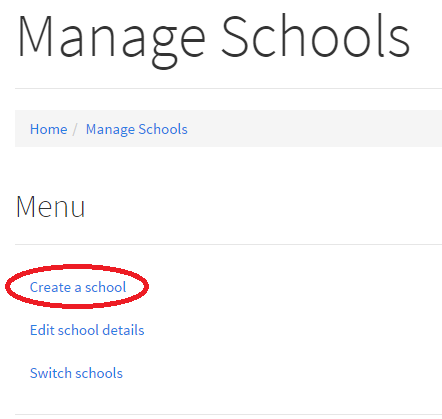 Manage Schools
Home / Manage Schools
Menu
Create a school
Edit school details
Switch schools